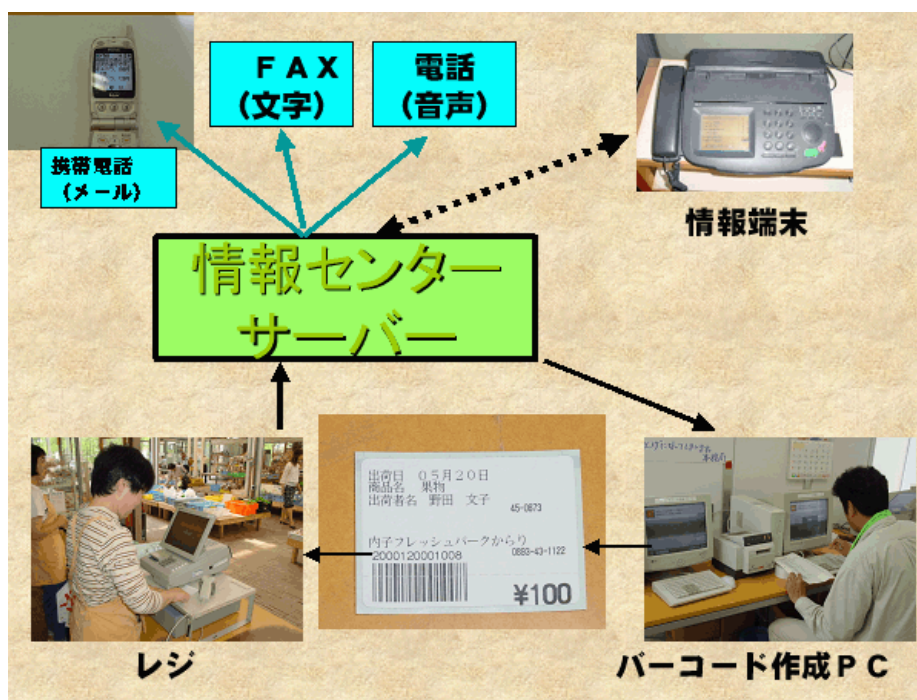 ＦＡＸ
（文字）
電話
（音声）
携帯電話
（メール）
情報端末
情報センター
サーバー
出荷日　０５月２０日
商品名　果物
出荷者名　野田　文子
45-0673
内子フレッシュパークからり
2000120001008
0893-43-1122
¥100
レジ
バーコード作成ＰＣ